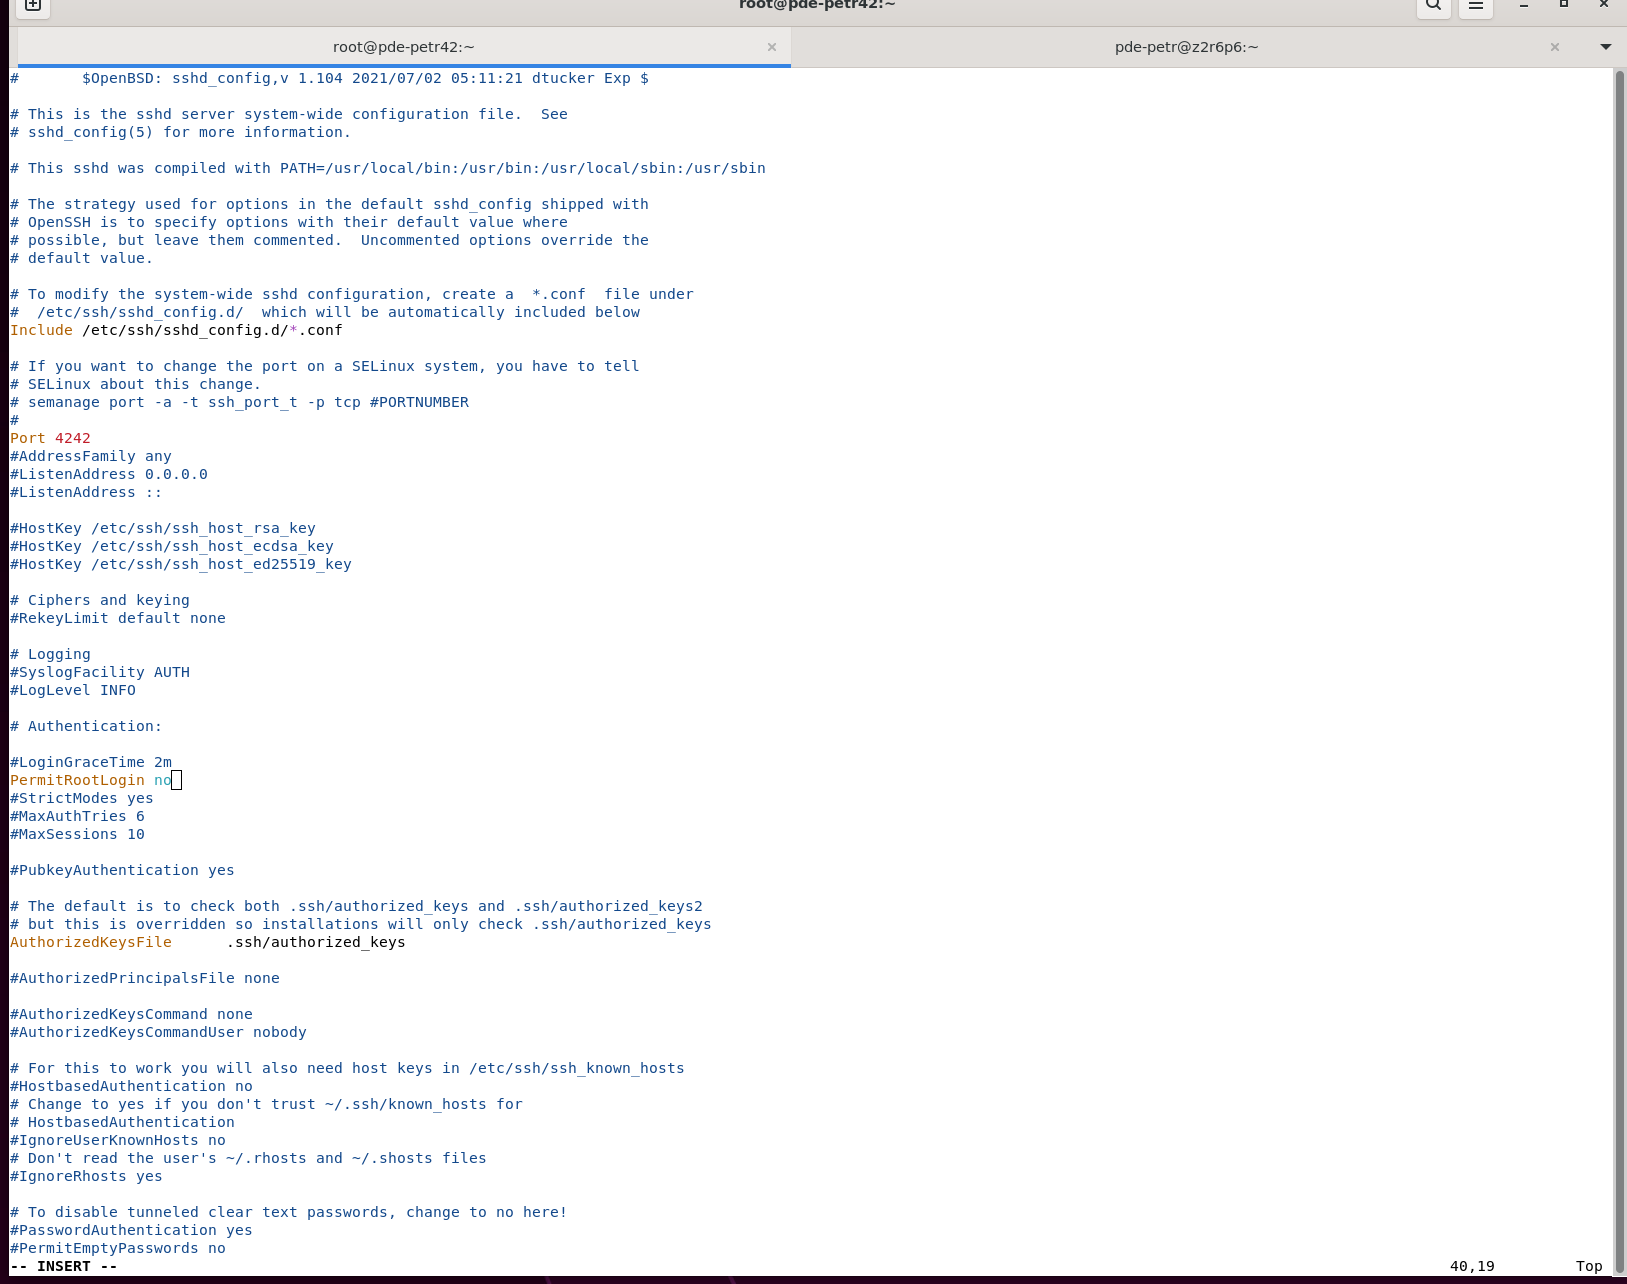 root@pde-petr42:~
root@pde-petr42:~
pde-petr@z2r6p6:~
#       $OpenBSD: sshd_config,v 1.104 2021/07/02 05:11:21 dtucker Exp $
# This is the sshd server system-wide configuration file.  See
# sshd_config(5) for more information.
# This sshd was compiled with PATH=/usr/local/bin:/usr/bin:/usr/local/sbin:/usr/sbin
# The strategy used for options in the default sshd_config shipped with
# OpenSSH is to specify options with their default value where
# possible, but leave them commented.  Uncommented options override the
# default value.
# To modify the system-wide sshd configuration, create a  *.conf  file under
#  /etc/ssh/sshd_config.d/  which will be automatically included below
Include /etc/ssh/sshd_config.d/*.conf
# If you want to change the port on a SELinux system, you have to tell
# SELinux about this change.
# semanage port -a -t ssh_port_t -p tcp #PORTNUMBER
#
Port 4242
#AddressFamily any
#ListenAddress 0.0.0.0
#ListenAddress ::
#HostKey /etc/ssh/ssh_host_rsa_key
#HostKey /etc/ssh/ssh_host_ecdsa_key
#HostKey /etc/ssh/ssh_host_ed25519_key
# Ciphers and keying
#RekeyLimit default none
# Logging
#SyslogFacility AUTH
#LogLevel INFO
# Authentication:
#LoginGraceTime 2m
PermitRootLogin no
#StrictModes yes
#MaxAuthTries 6
#MaxSessions 10
#PubkeyAuthentication yes
# The default is to check both .ssh/authorized_keys and .ssh/authorized_keys2
# but this is overridden so installations will only check .ssh/authorized_keys
AuthorizedKeysFile      .ssh/authorized_keys
#AuthorizedPrincipalsFile none
#AuthorizedKeysCommand none
#AuthorizedKeysCommandUser nobody
# For this to work you will also need host keys in /etc/ssh/ssh_known_hosts
#HostbasedAuthentication no
# Change to yes if you don't trust ~/.ssh/known_hosts for
# HostbasedAuthentication
#IgnoreUserKnownHosts no
# Don't read the user's ~/.rhosts and ~/.shosts files
#IgnoreRhosts yes
# To disable tunneled clear text passwords, change to no here!
#PasswordAuthentication yes
#PermitEmptyPasswords no
-- INSERT --    40,19    Top